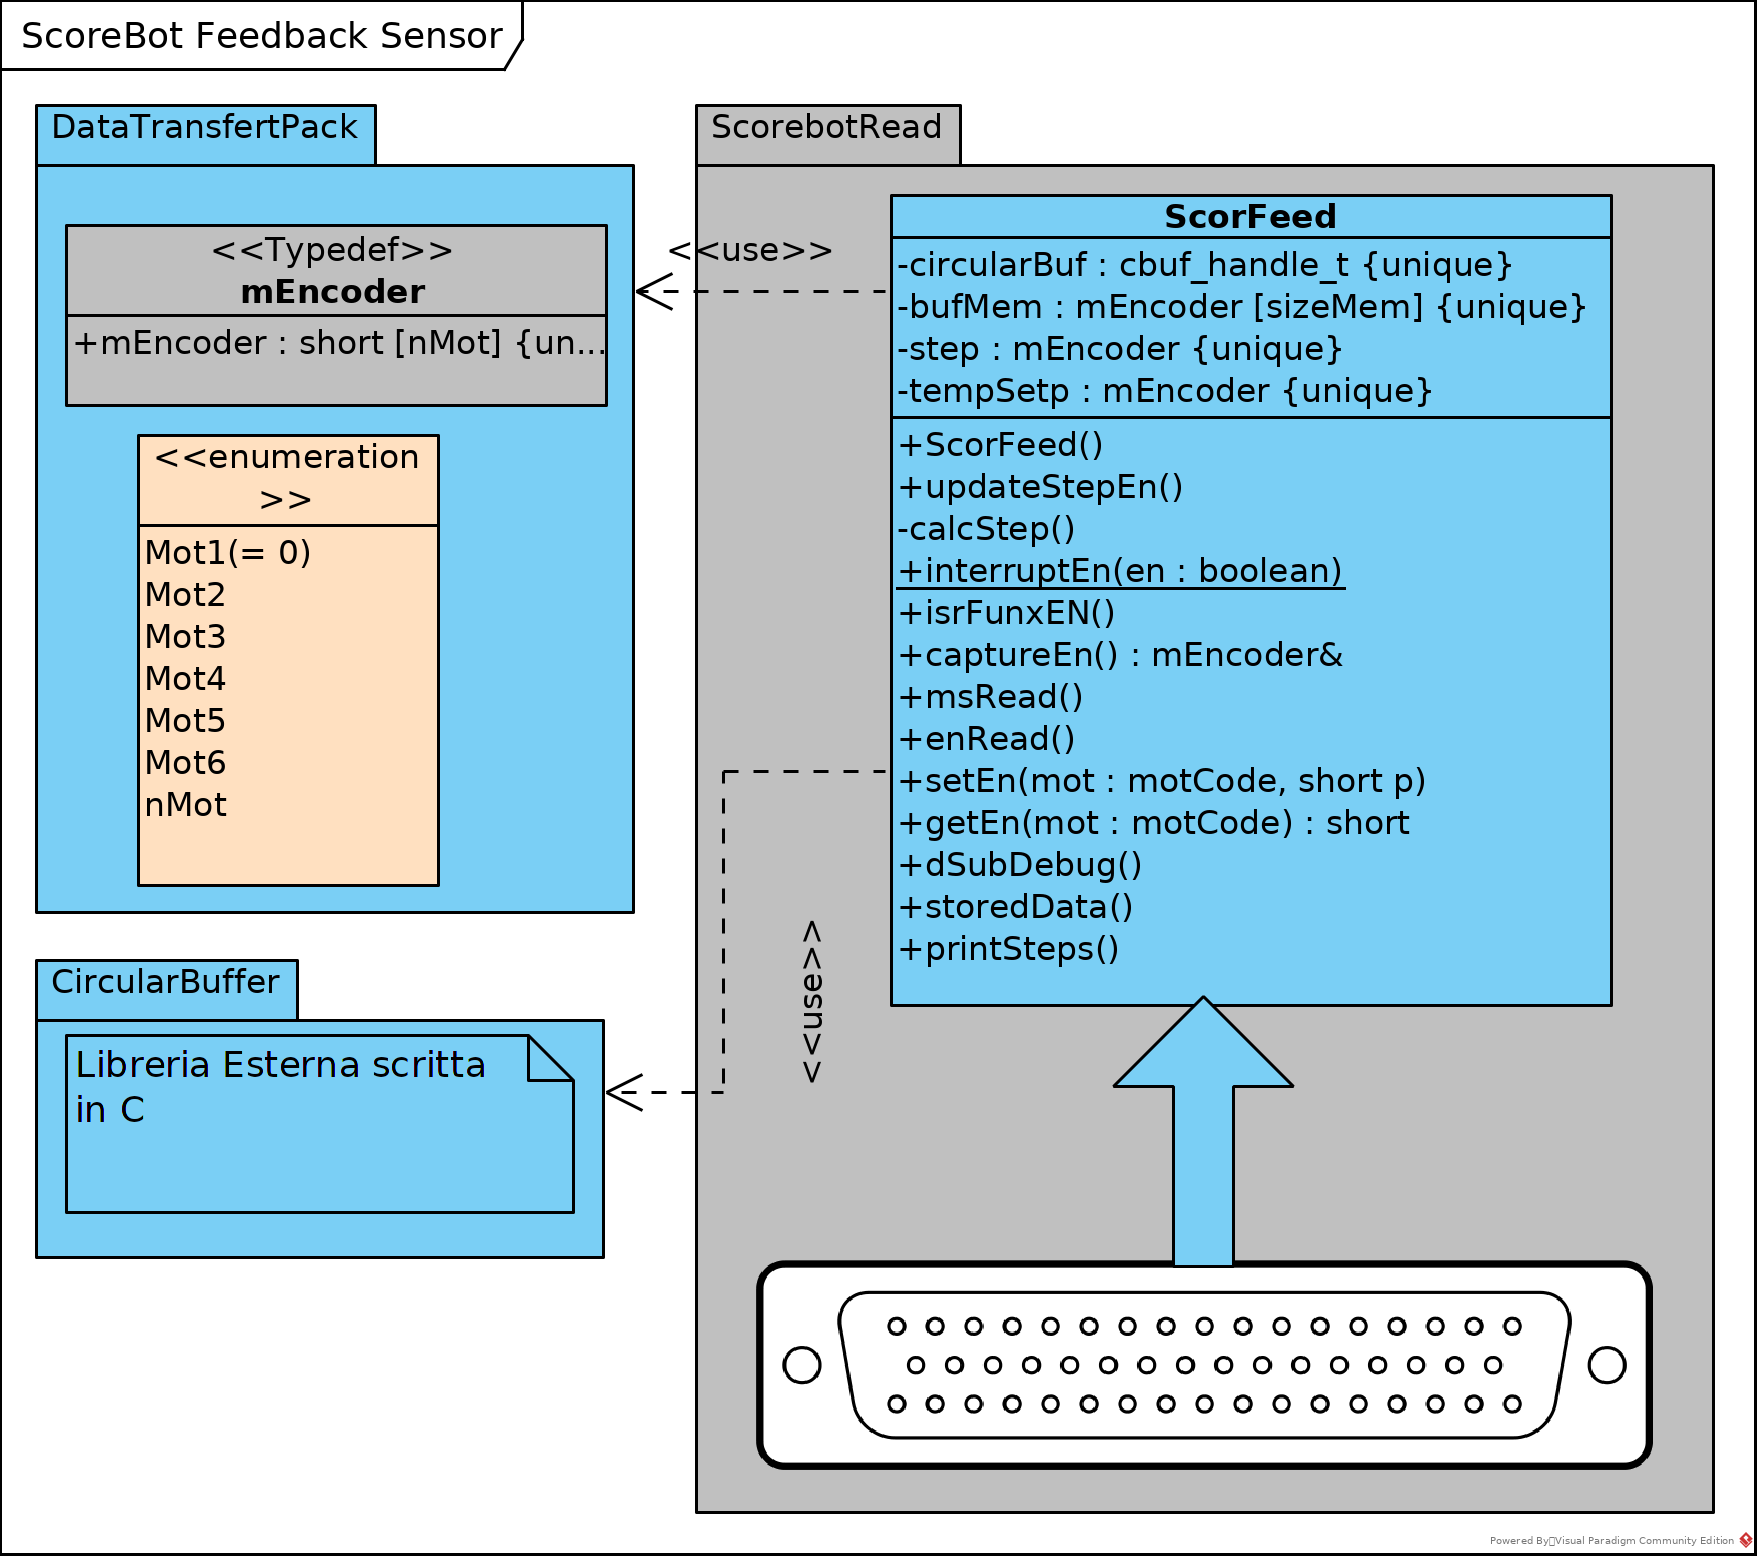 ScoreBot Feedback Sensor
DataTransfertPack
<<Typedef>>
mEncoder
+mEncoder : short [nMot] {un...
<<enumeration
>>
Mot1(= 0)
Mot2
Mot3
Mot4
Mot5
Mot6
nMot
CircularBuffer
Libreria Esterna scritta
in C
<<use>>
<<use>>
ScorebotRead
ScorFeed
-circularBuf : cbuf_handle_t {unique}
-bufMem : mEncoder [sizeMem] {unique}
-step : mEncoder {unique}
-tempSetp : mEncoder {unique}
+ScorFeed()
+updateStepEn()
-calcStep()
+interruptEn(en : boolean)
+isrFunxEN()
+captureEn() : mEncoder&
+msRead()
+enRead()
+setEn(mot : motCode, short p)
+getEn(mot : motCode) : short
+dSubDebug()
+storedData()
+printSteps()
Powered By Visual Paradigm Community Edition